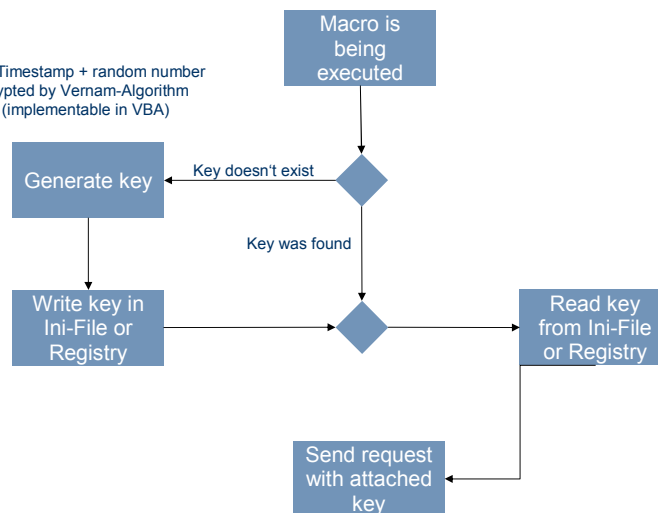 Macro is
being
executed
Timestamp + random number
ypted by Vernam-Algorithm
(implementable in VBA)
Generate key
Key doesn‘t exist
Key was found
Write key in
Ini-File or
Registry
Read key
from Ini-File
or Registry
Send request
with attached
key